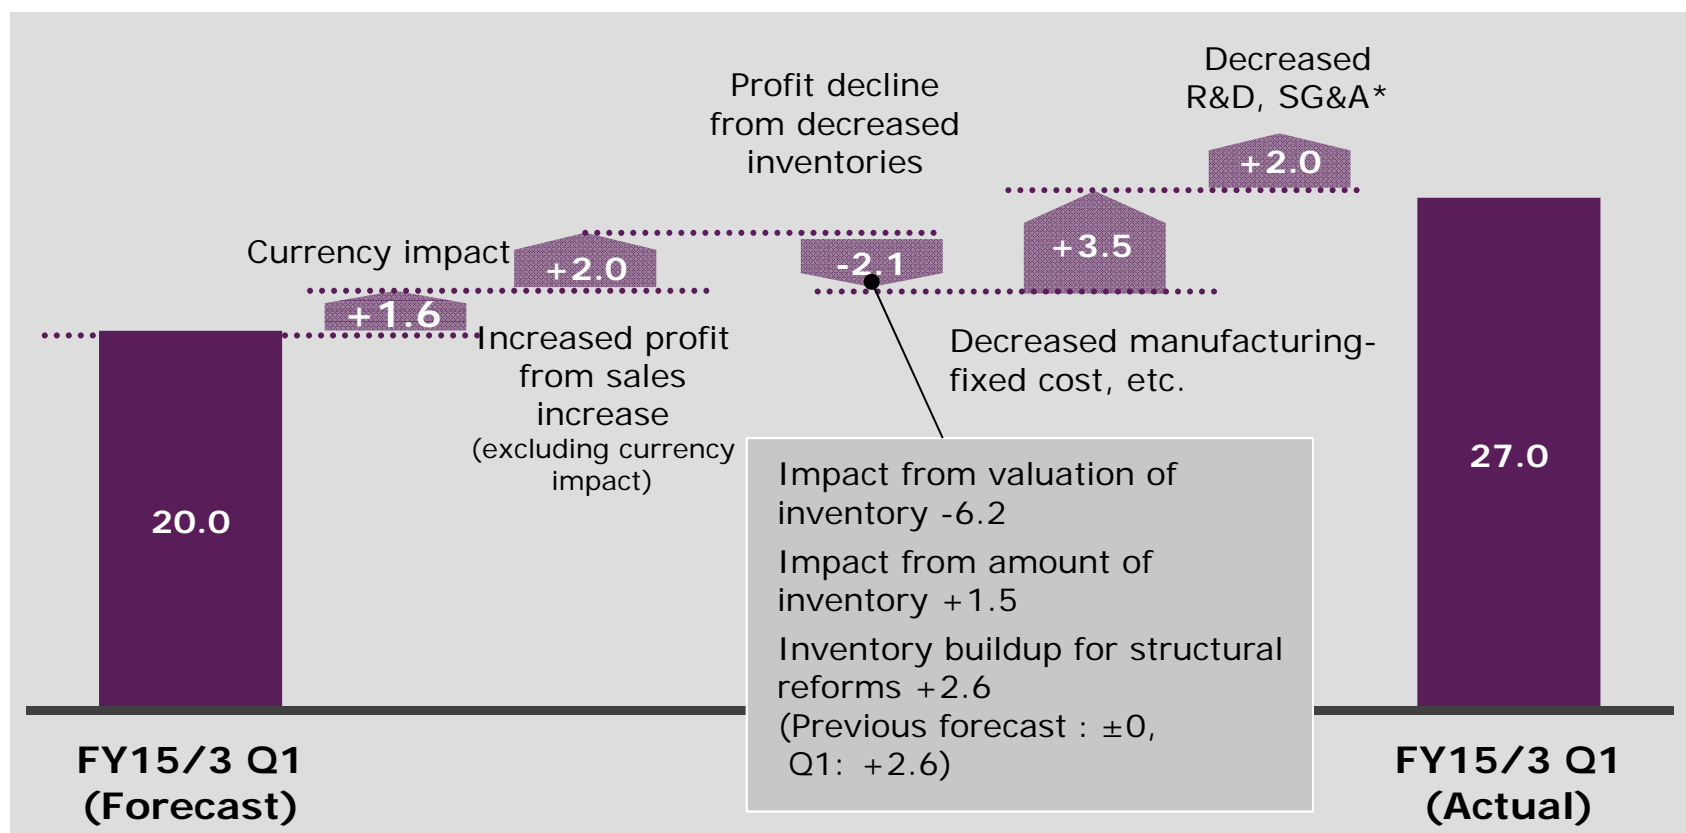 Decreased
R&D, SG&A*
+2.0
Profit decline
from decreased
inventories
-2.1
+3.5
Currency impact
+2.0
+1.6
Increased profit
from sales
increase
(excluding currency
impact)
Decreased manufacturing-
fixed cost, etc.
20.0
27.0
Impact from valuation of
inventory -6.2
Impact from amount of
inventory +1.5
Inventory buildup for structural
reforms +2.6
(Previous forecast : ±0,
Q1: +2.6)
FY15/3 Q1
(Forecast)
FY15/3 Q1
(Actual)